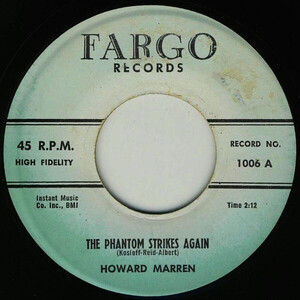 FARGO
RECORDS
45 R.P.M.
HIGH FIDELITY
RECORD NO.
1006 A
Instant Music
Co. Inc., BMI
Time 2:12
THE PHANTOM STRIKES AGAIN
(Kosloff-Reid-Albert)
HOWARD MARREN